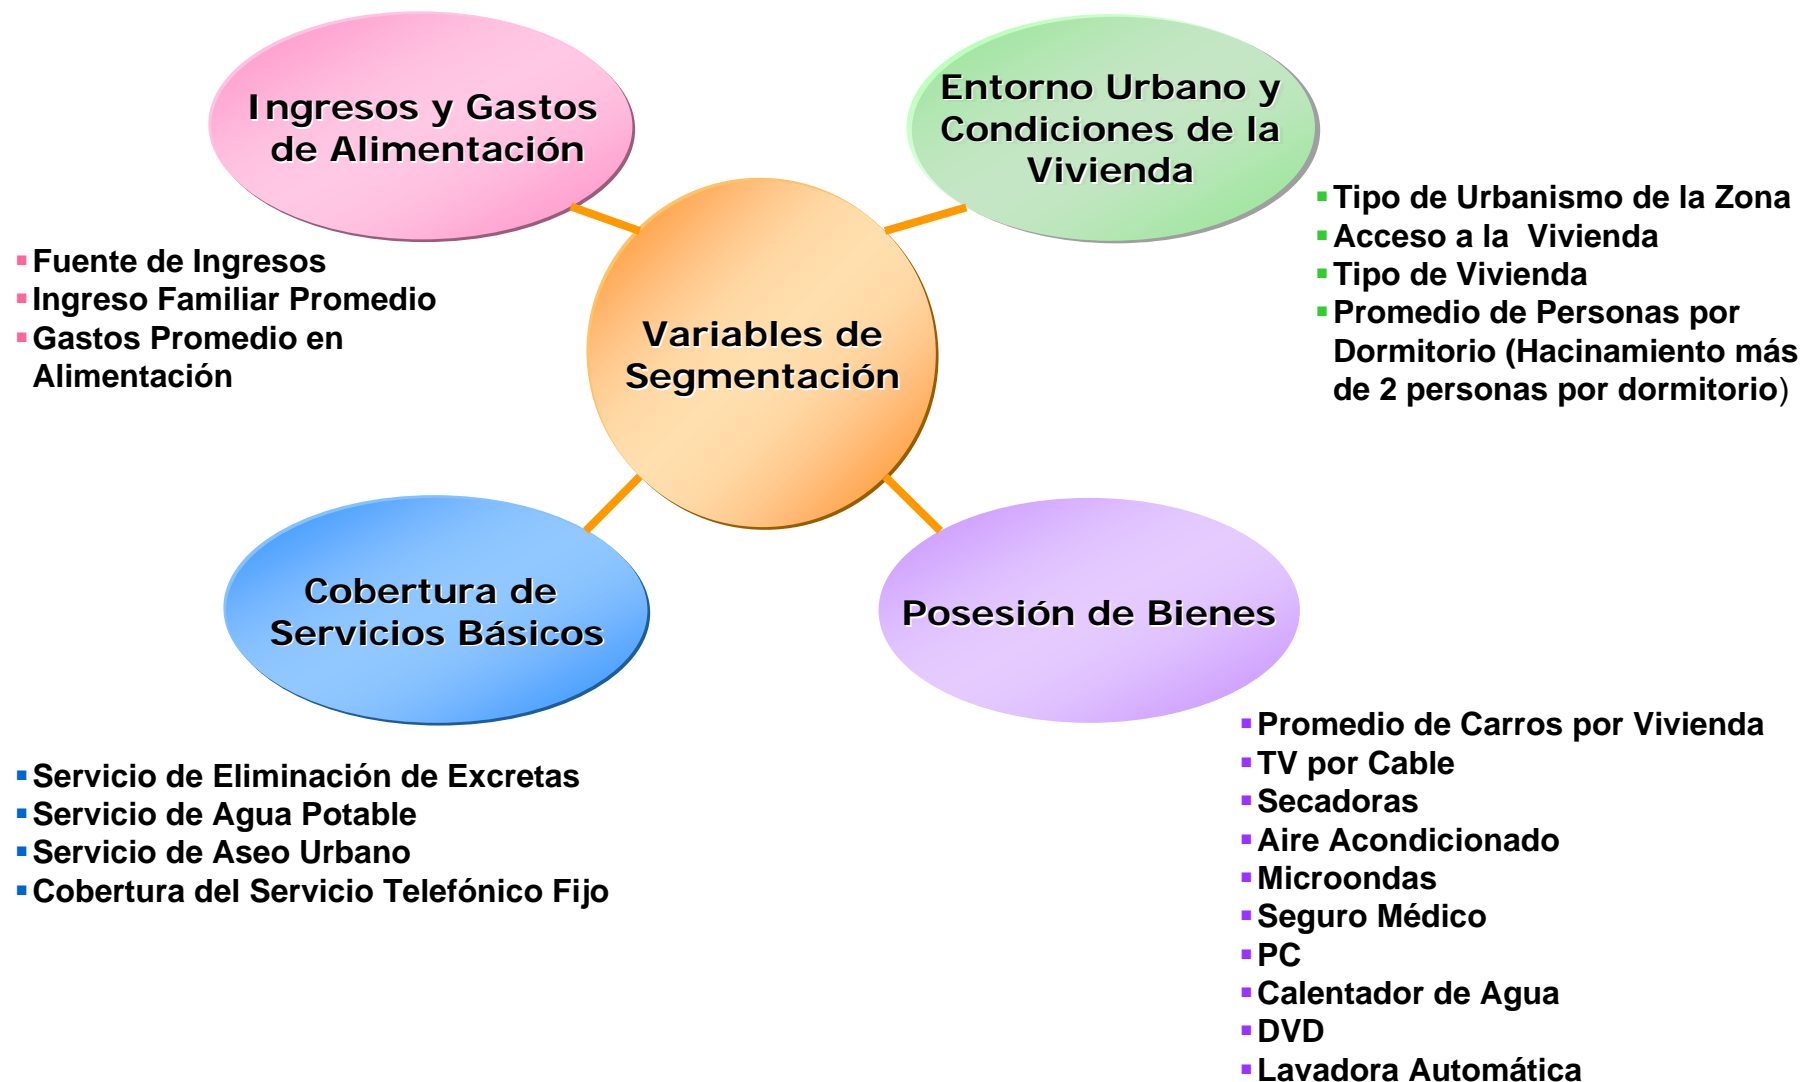 Ingresos y Gastos
de Alimentación
▪Fuente de Ingresos
▪Ingreso Familiar Promedio
▪Gastos Promedio en
Alimentación
Entorno Urbano y
Condiciones de la
Vivienda
▪Tipo de Urbanismo de la Zona
▪Acceso a la Vivienda
▪Tipo de Vivienda
▪Promedio de Personas por
Dormitorio (Hacinamiento más
de 2 personas por dormitorio)
Variables de
Segmentación
Cobertura de
Servicios Básicos
▪Servicio de Eliminación de Excretas
▪Servicio de Agua Potable
▪Servicio de Aseo Urbano
▪Cobertura del Servicio Telefónico Fijo
Posesión de Bienes
▪Promedio de Carros por Vivienda
▪TV por Cable
▪Secadoras
▪Aire Acondicionado
▪Microondas
▪Seguro Médico
▪PC
▪Calentador de Agua
▪DVD
▪Lavadora Automática